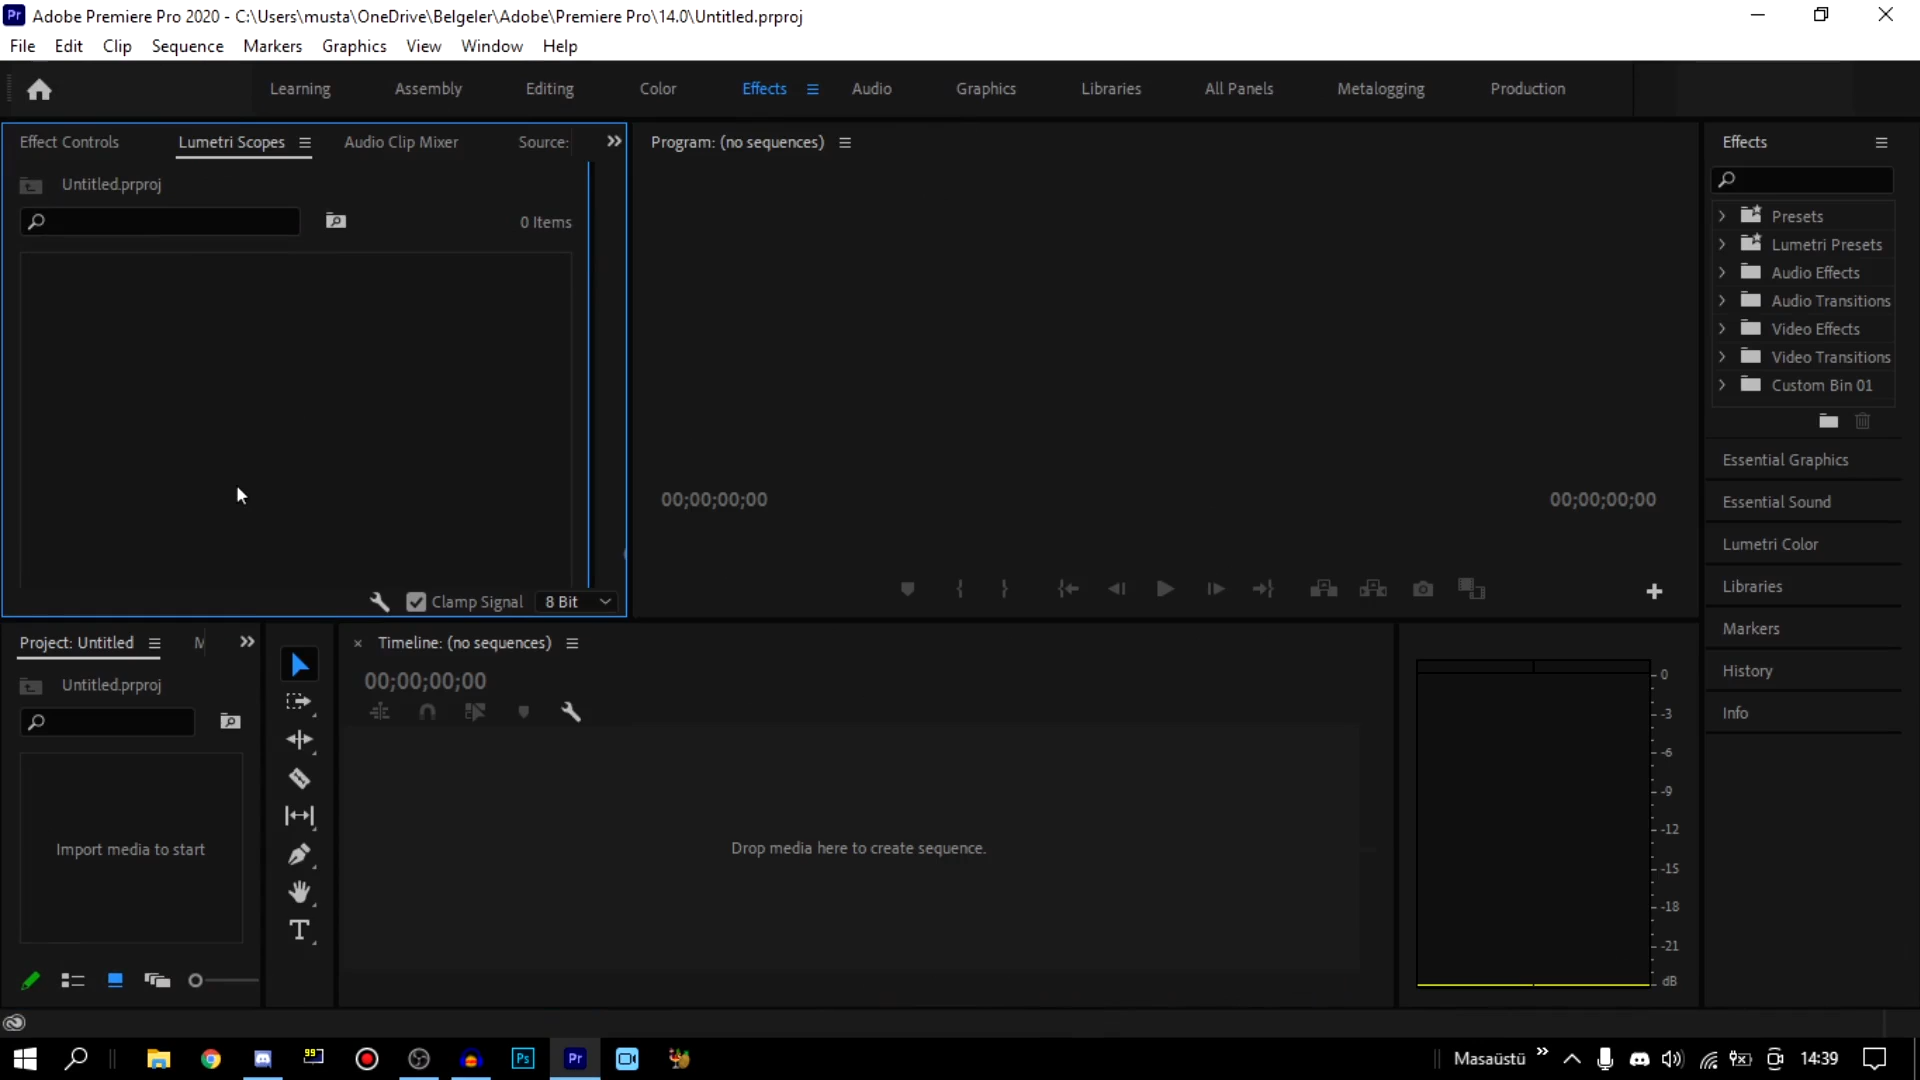 Adobe Premiere Pro 2020 - C:\Users\musta\OneDrive\Belgeler\Adobe\Premiere Pro\14.0\Untitled.prproj
File Edit Clip Sequence Markers Graphics View Window Help
Learning Assembly Editing Color Effects Audio Graphics Libraries All Panels Metalogging Production
Effect Controls Lumetri Scopes Audio Clip Mixer Source:
Untitled.prproj
0 Items
Clamp Signal 8 Bit
Program: (no sequences)
00;00;00;00 00;00;00;00
Effects
Presets
Lumetri Presets
Audio Effects
Audio Transitions
Video Effects
Video Transitions
Custom Bin 01
Essential Graphics
Essential Sound
Lumetri Color
Libraries
Markers
History
Info
Project: Untitled M
Untitled.prproj
Import media to start
Timeline: (no sequences)
00;00;00;00
Drop media here to create sequence.
0
-3
-6
-9
-12
-15
-18
-21
dB
99
Ps
Pr
Masaüstü
14:39